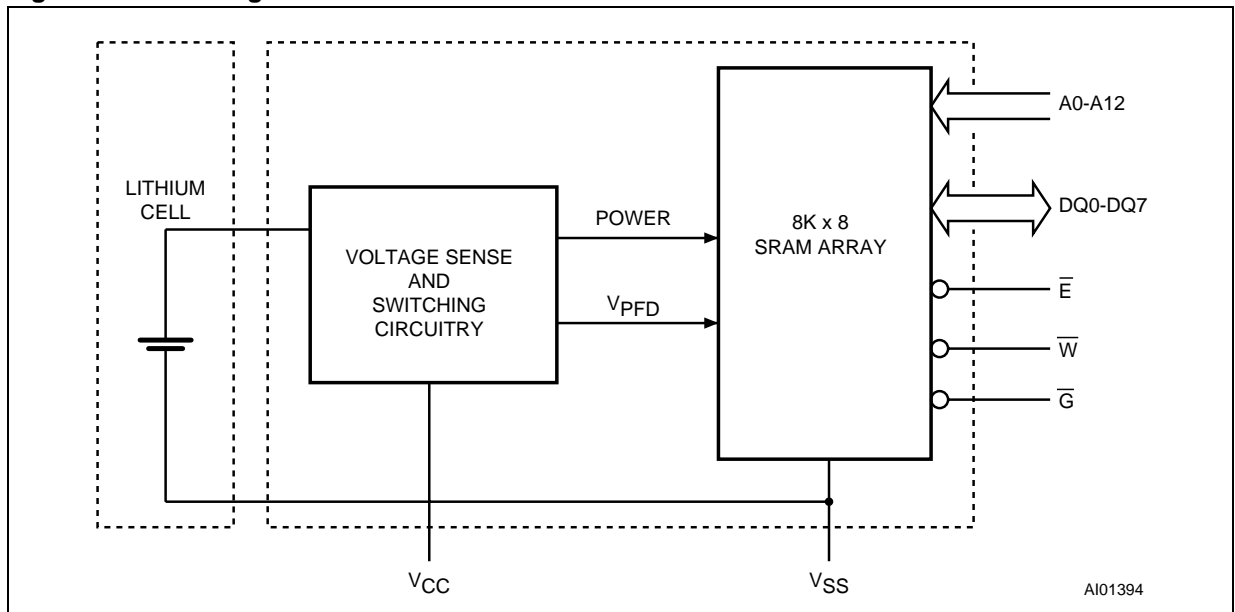 A0-A12
LITHIUM
CELL
POWER
8K x 8
SRAM ARRAY
DQ0-DQ7
VOLTAGE SENSE
AND
SWITCHING
CIRCUITRY
VPFD
E̅
W̅
G̅
VCC
VSS
AI01394